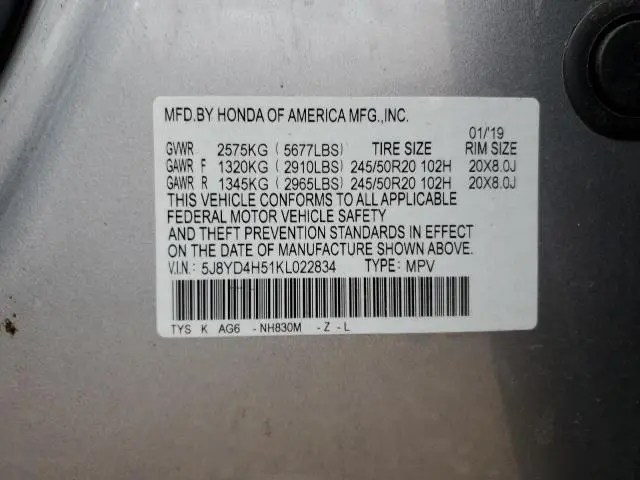 MFD.BY HONDA OF AMERICA MFG.,INC.
01/'19
GVWR 2575KG ( 5677LBS) TIRE SIZE RIM SIZE
GAWR F 1320KG ( 2910LBS) 245/50R20 102H 20X8.0J
GAWR R 1345KG ( 2965LBS) 245/50R20 102H 20X8.0J
THIS VEHICLE CONFORMS TO ALL APPLICABLE
FEDERAL MOTOR VEHICLE SAFETY
AND THEFT PREVENTION STANDARDS IN EFFECT
ON THE DATE OF MANUFACTURE SHOWN ABOVE.
V.I.N.: 5J8YD4H51KL022834 TYPE: MPV
TYS K AG6 - NH830M - Z - L